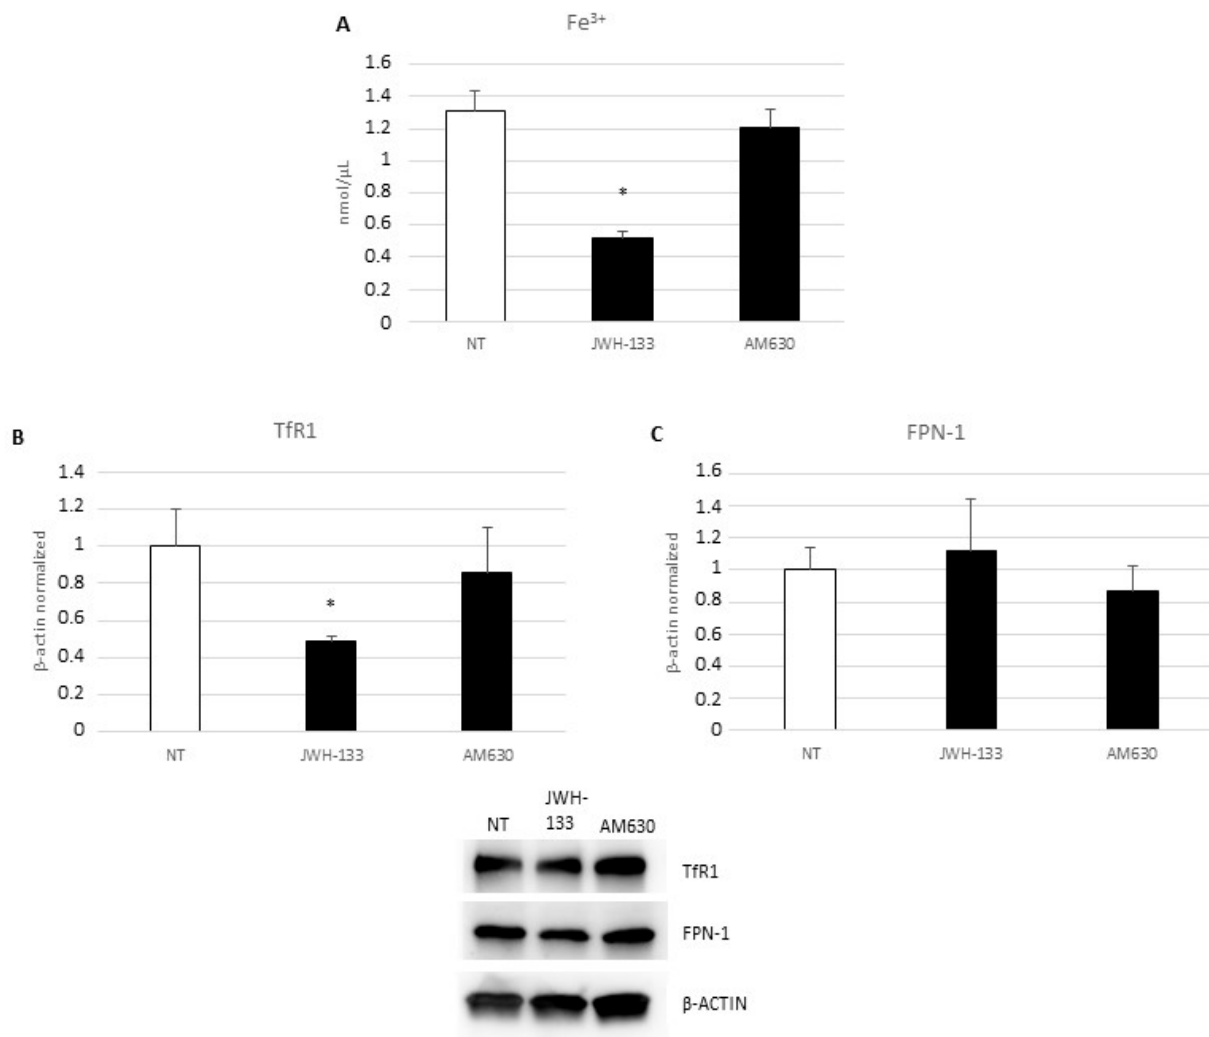 A
Fe³⁺
1.6
1.4
1.2
1
0.8
0.6
0.4
0.2
0
nmol/μL
*
NT JWH-133 AM630
B
TfR1
1.4
1.2
1
0.8
0.6
0.4
0.2
0
β-actin normalized
*
NT JWH-133 AM630
C
FPN-1
1.6
1.4
1.2
1
0.8
0.6
0.4
0.2
0
β-actin normalized
NT JWH-133 AM630
JWH-
NT 133 AM630
TfR1
FPN-1
β-ACTIN